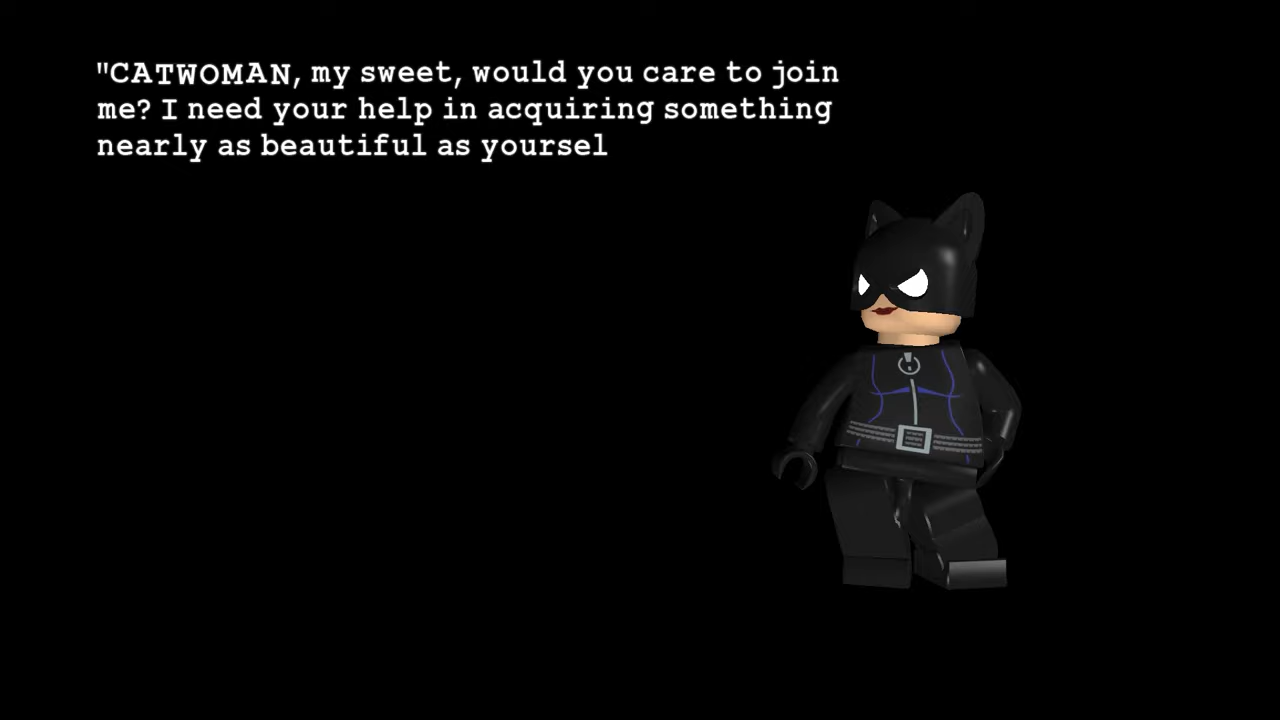 "CATWOMAN, my sweet, would you care to join
me? I need your help in acquiring something
nearly as beautiful as yoursel